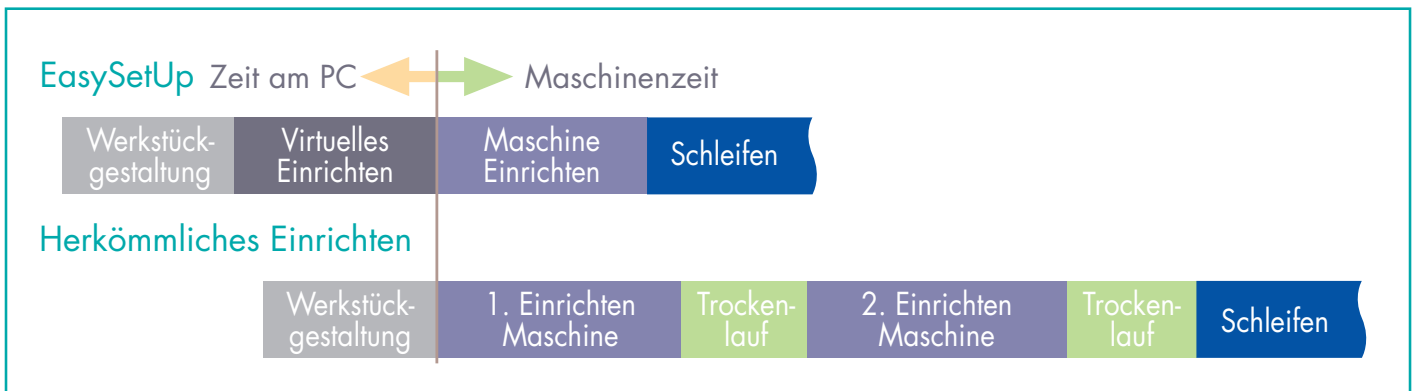 EasySetUp Zeit am PC Maschinenzeit
Werkstück-
gestaltung
Virtuelles
Einrichten
Maschine
Einrichten
Schleifen
Herkömmliches Einrichten
Werkstück-
gestaltung
1. Einrichten
Maschine
Trocken-
lauf
2. Einrichten
Maschine
Trocken-
lauf
Schleifen